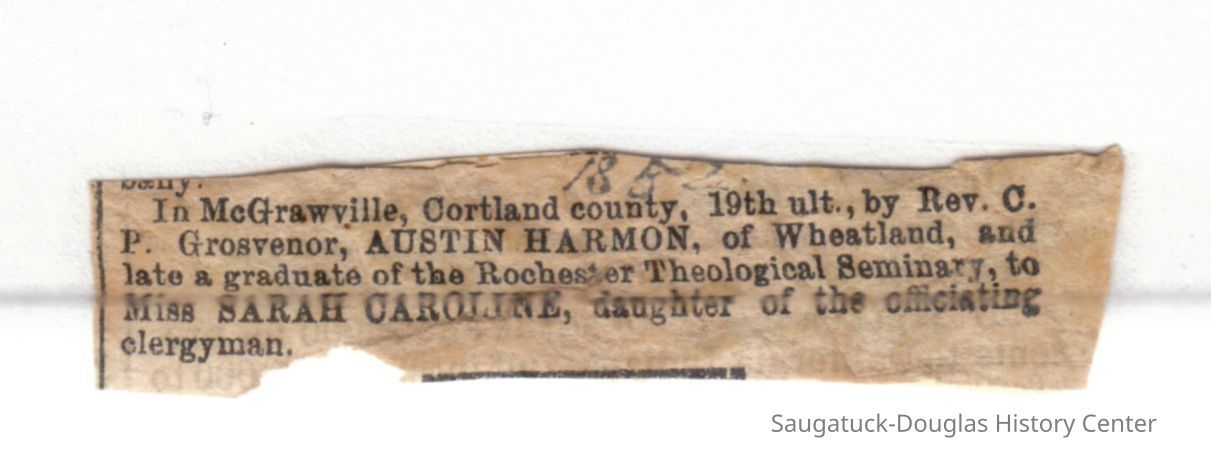 1852.
bany.
In McGrawville, Cortland county, 19th ult., by Rev. C.
P. Grosvenor, AUSTIN HARMON, of Wheatland, and
late a graduate of the Rochester Theological Seminary, to
Miss SARAH CAROLINE, daughter of the officiating
clergyman.
Saugatuck-Douglas History Center